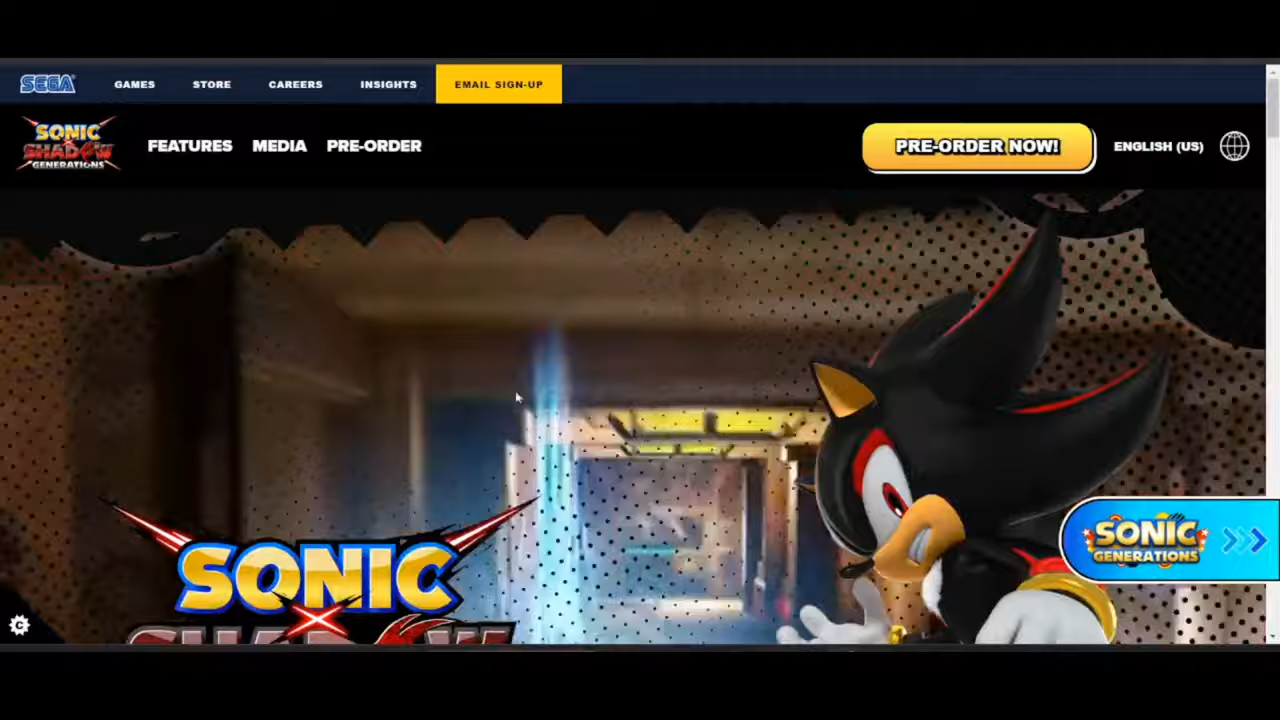 SEGA GAMES STORE CAREERS INSIGHTS EMAIL SIGN-UP
SONIC
X
SHADOW
GENERATIONS
FEATURES MEDIA PRE-ORDER
PRE-ORDER NOW!
ENGLISH (US)
SONIC
GENERATIONS
SONIC
X
SHADOW